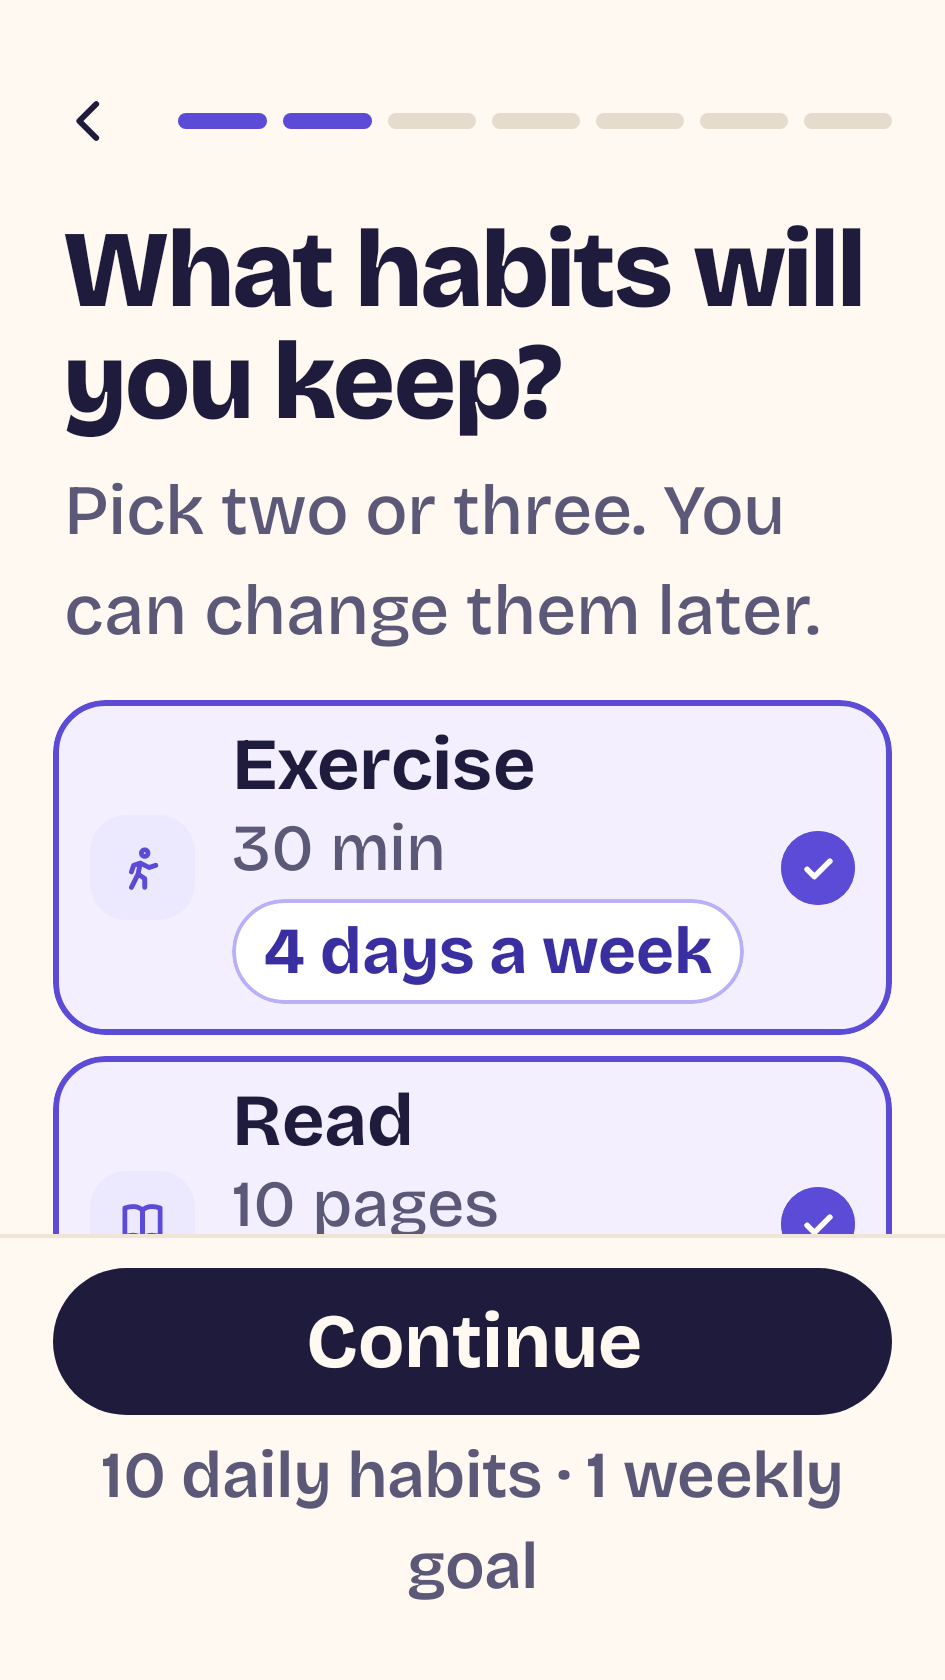 What habits will
you keep?
Pick two or three. You
can change them later.
Exercise
30 min
4 days a week
Read
10 pages
Continue
10 daily habits · 1 weekly
goal